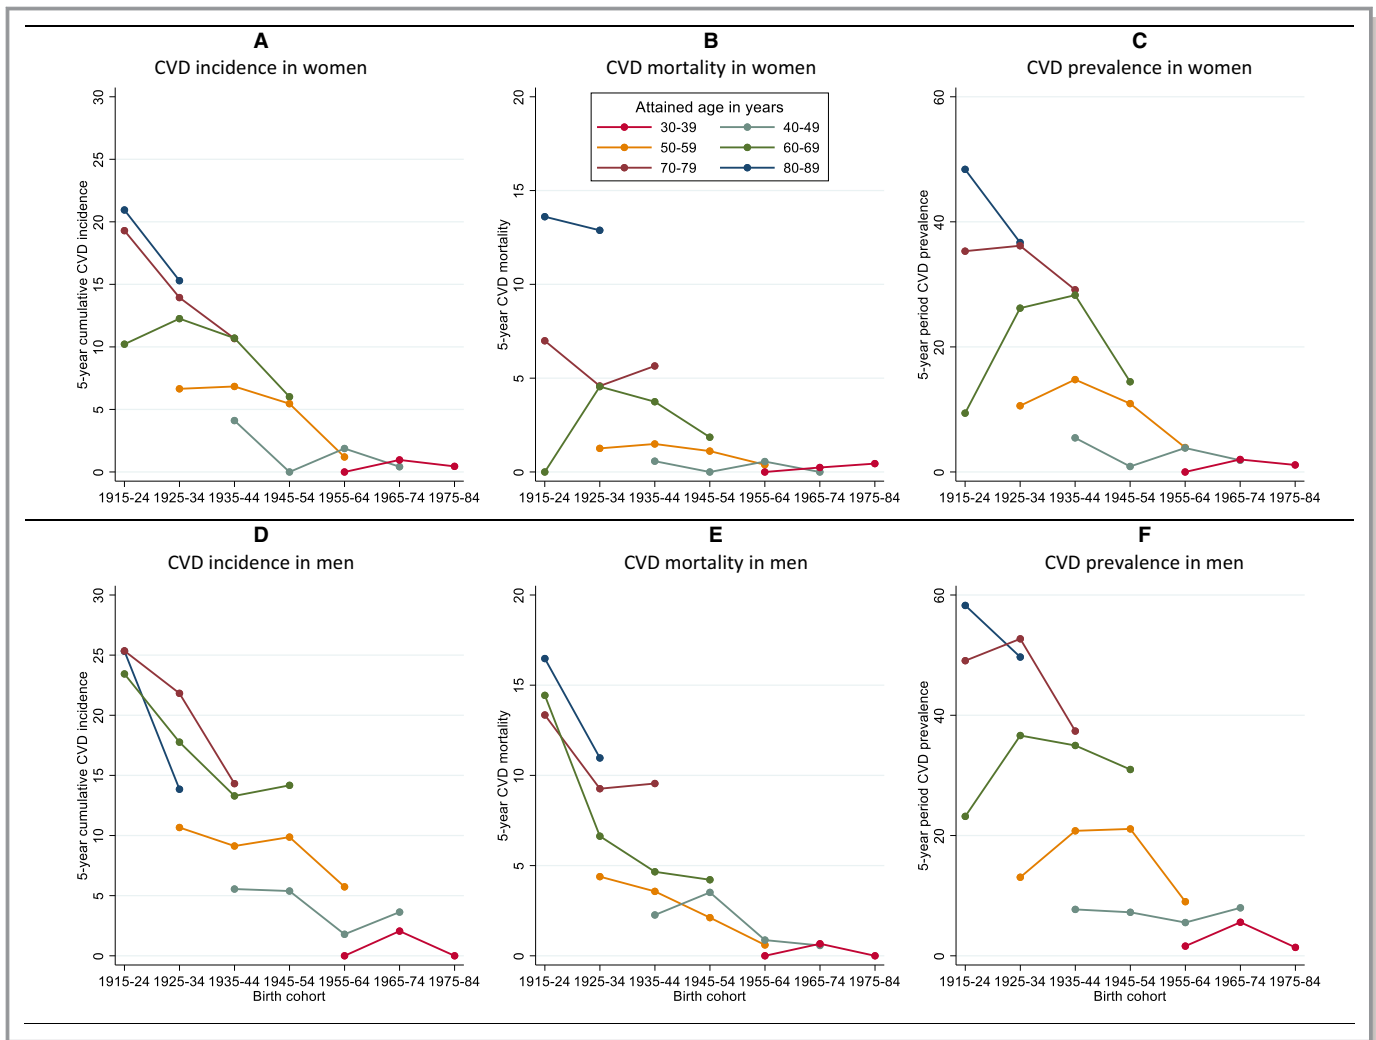 A
CVD incidence in women
5-year cumulative CVD incidence
30
25
20
15
10
5
0
1915-24 1925-34 1935-44 1945-54 1955-64 1965-74 1975-84
B
CVD mortality in women
Attained age in years
30-39 40-49
50-59 60-69
70-79 80-89
5-year CVD mortality
20
15
10
5
0
1915-24 1925-34 1935-44 1945-54 1955-64 1965-74 1975-84
C
CVD prevalence in women
5-year period CVD prevalence
60
40
20
0
1915-24 1925-34 1935-44 1945-54 1955-64 1965-74 1975-84
D
CVD incidence in men
5-year cumulative CVD incidence
30
25
20
15
10
5
0
1915-24 1925-34 1935-44 1945-54 1955-64 1965-74 1975-84
Birth cohort
E
CVD mortality in men
5-year CVD mortality
20
15
10
5
0
1915-24 1925-34 1935-44 1945-54 1955-64 1965-74 1975-84
Birth cohort
F
CVD prevalence in men
5-year period CVD prevalence
60
40
20
0
1915-24 1925-34 1935-44 1945-54 1955-64 1965-74 1975-84
Birth cohort